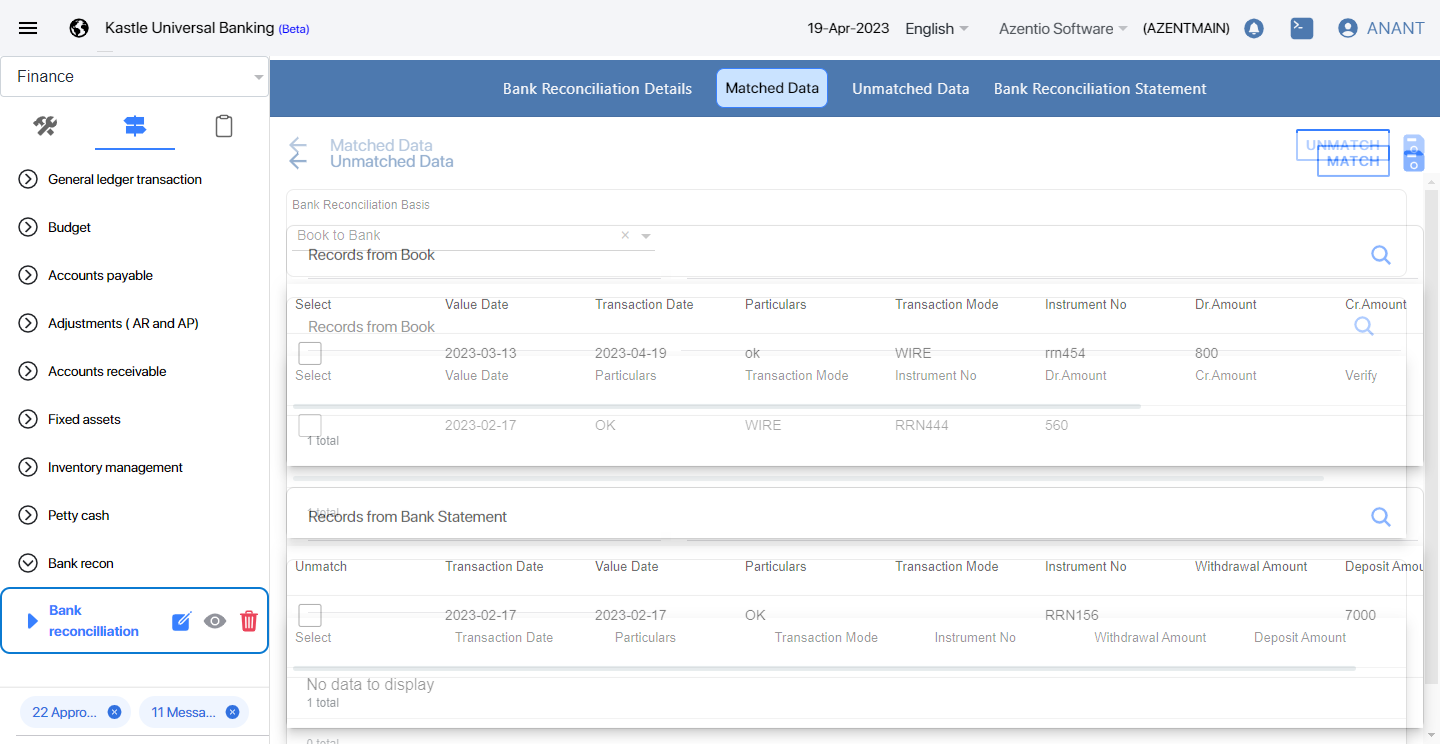 Kastle Universal Banking (Beta)
19-Apr-2023 English Azentio Software (AZENTMAIN) ANANT
Finance
Bank Reconciliation Details Matched Data Unmatched Data Bank Reconciliation Statement
General ledger transaction
Budget
Accounts payable
Adjustments ( AR and AP)
Accounts receivable
Fixed assets
Inventory management
Petty cash
Bank recon
Bank
reconcilliation
22 Appro... 11 Messa...
Matched Data UNMATCH
Unmatched Data MATCH
Bank Reconciliation Basis
Book to Bank
Records from Book
Select Value Date Transaction Date Particulars Transaction Mode Instrument No Dr.Amount Cr.Amount
Records from Book
2023-03-13 2023-04-19 ok WIRE rrn454 800
Select Value Date Particulars Transaction Mode Instrument No Dr.Amount Cr.Amount Verify
2023-02-17 OK WIRE RRN444 560
1 total
1 total
Records from Bank Statement
Unmatch Transaction Date Value Date Particulars Transaction Mode Instrument No Withdrawal Amount Deposit Amou
2023-02-17 2023-02-17 OK RRN156 7000
Select Transaction Date Particulars Transaction Mode Instrument No Withdrawal Amount Deposit Amount
No data to display
1 total
0 total